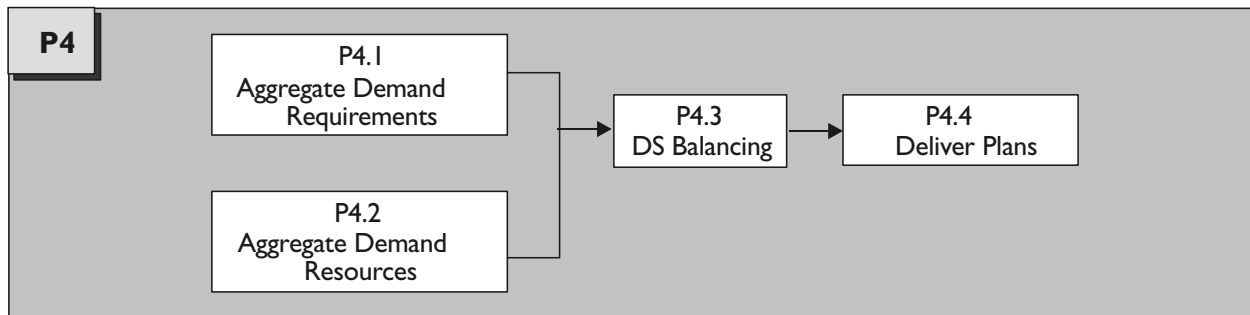 P4
P4.1
Aggregate Demand
Requirements
P4.2
Aggregate Demand
Resources
P4.3
DS Balancing
P4.4
Deliver Plans